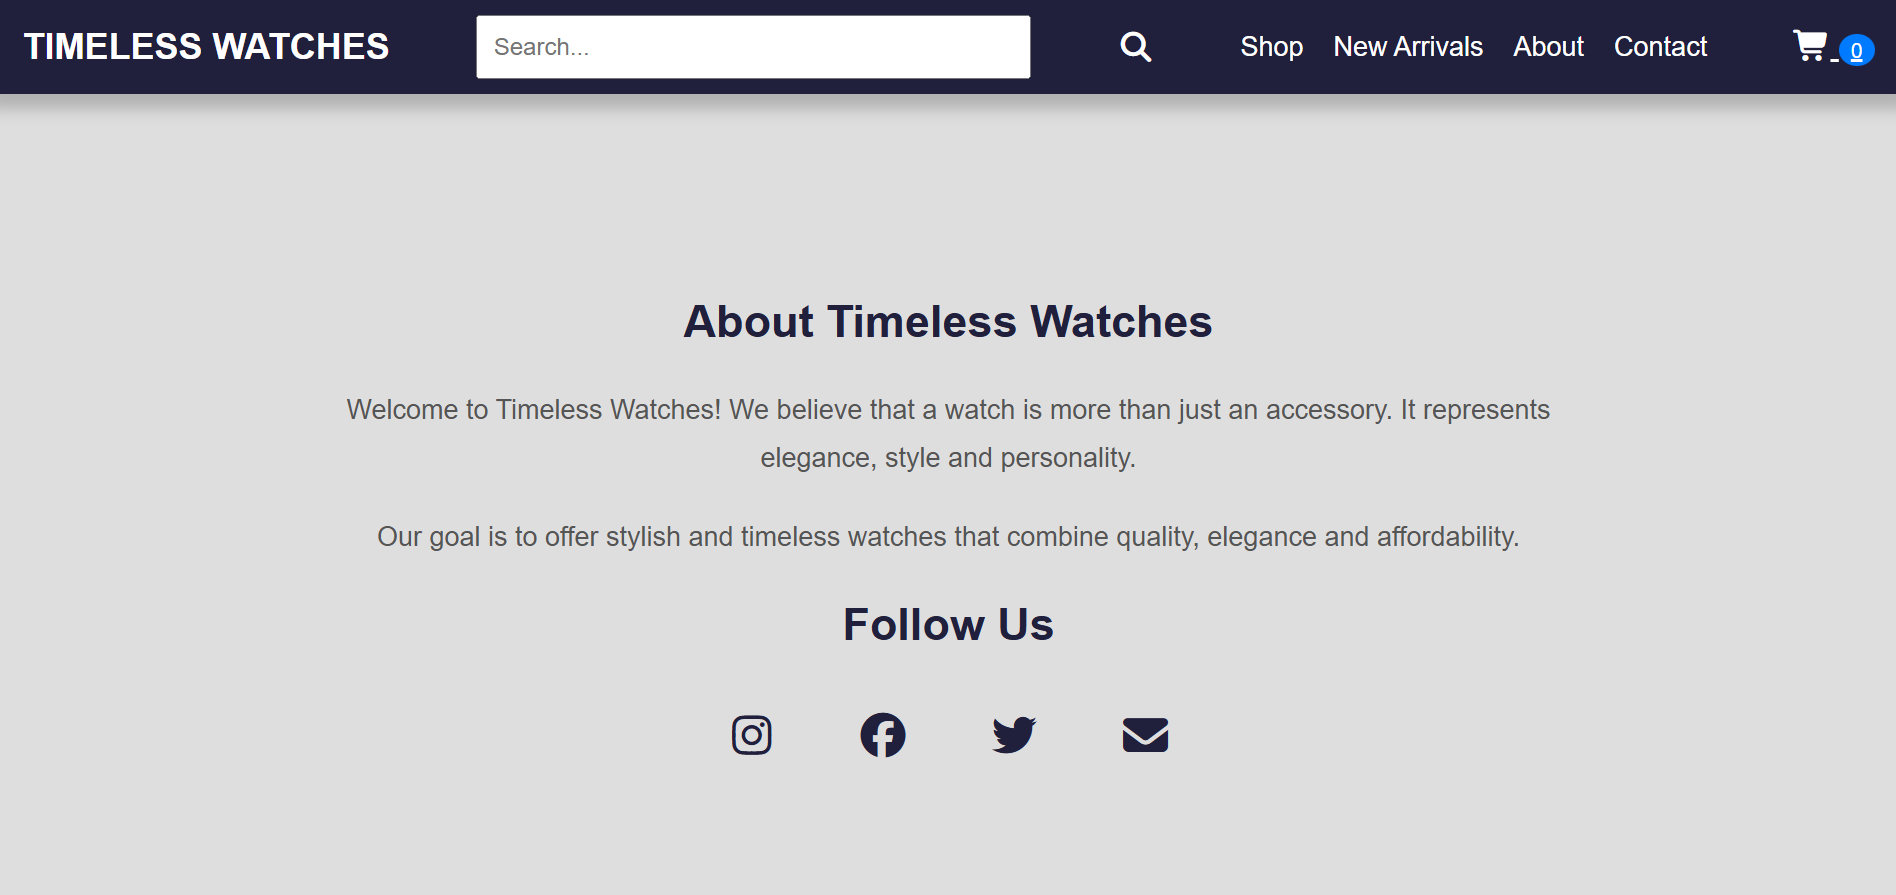 TIMELESS WATCHES
Search...
Shop New Arrivals About Contact
0
About Timeless Watches
Welcome to Timeless Watches! We believe that a watch is more than just an accessory. It represents
elegance, style and personality.
Our goal is to offer stylish and timeless watches that combine quality, elegance and affordability.
Follow Us